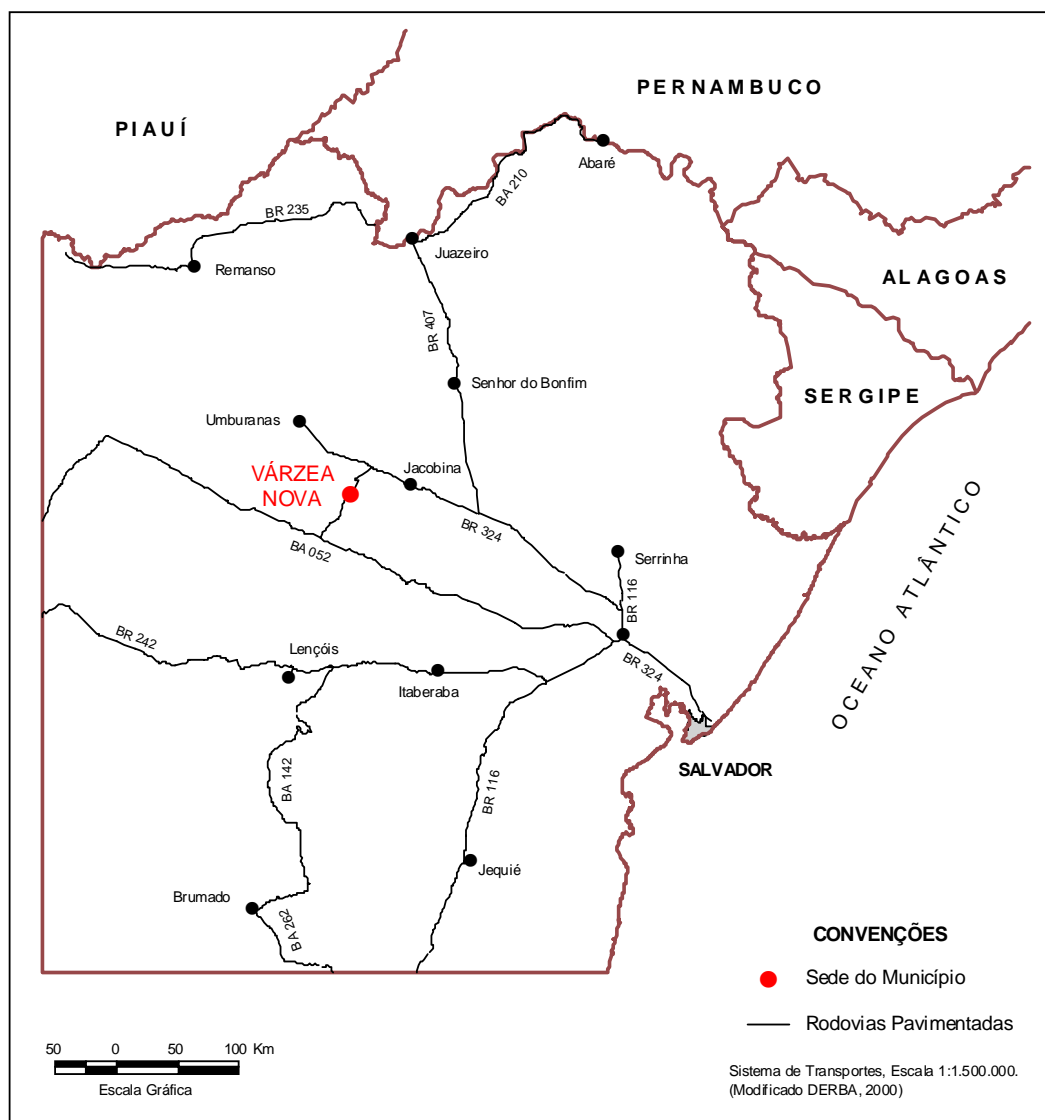 PERNAMBUCO
PIAUÍ
Abaré
BA 210
BR 235
Juazeiro
Remanso
ALAGOAS
BR 407
Senhor do Bonfim
SERGIPE
Umburanas
VÁRZEA
NOVA
Jacobina
BR 324
BA 052
Serrinha
BR 116
OCEANO ATLÂNTICO
BR 242
Lençóis
Itaberaba
BR 324
SALVADOR
BA 142
BR 116
Jequié
Brumado
BA 262
CONVENÇÕES
Sede do Município
Rodovias Pavimentadas
50 0 50 100 Km
Escala Gráfica
Sistema de Transportes, Escala 1:1.500.000.
(Modificado DERBA, 2000)